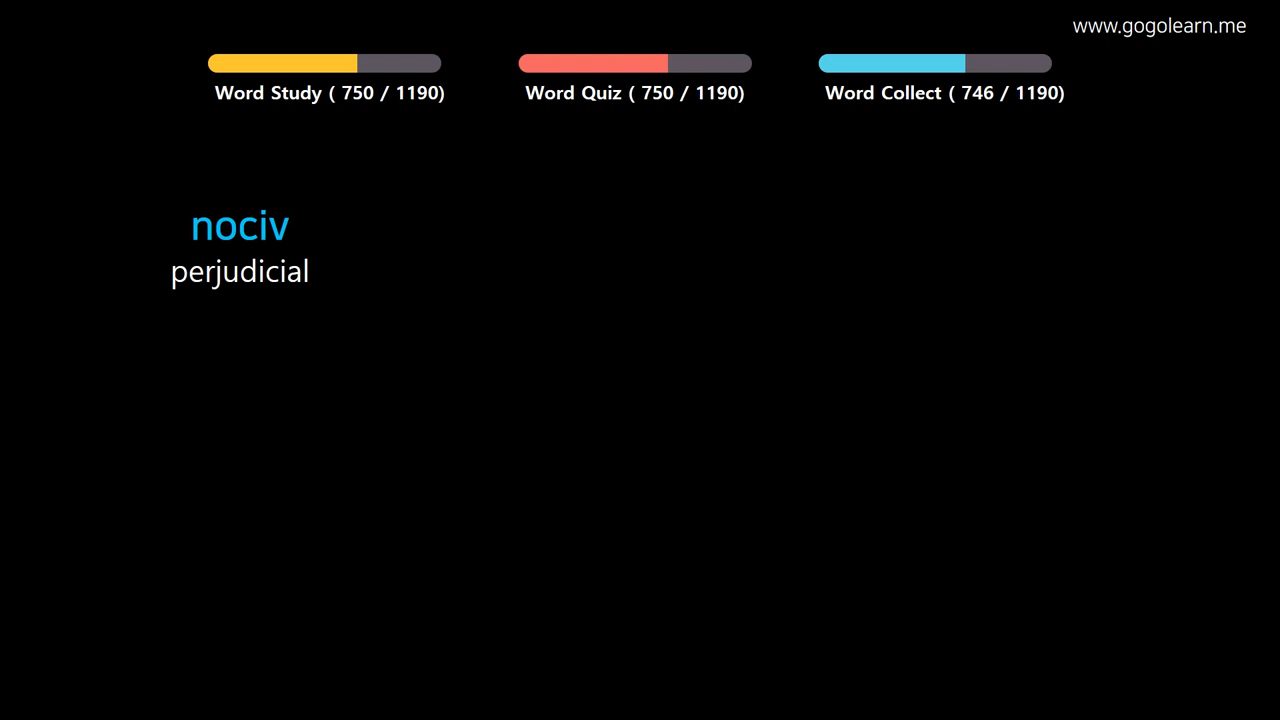 www.gogolearn.me
Word Study ( 750 / 1190)
Word Quiz ( 750 / 1190)
Word Collect ( 746 / 1190)
nociv
perjudicial